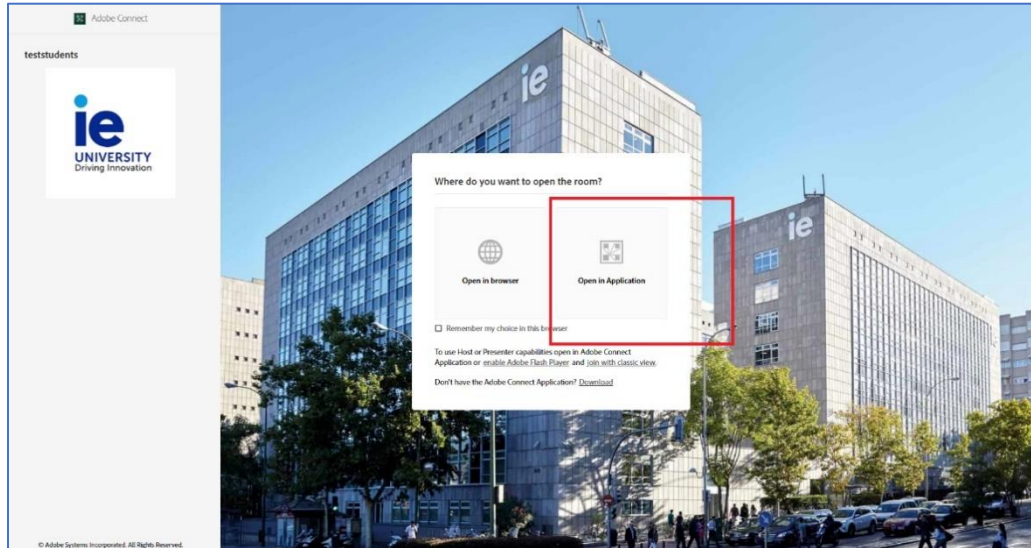 Adobe Connect
teststudents
ie
UNIVERSITY
Driving Innovation
ie
ie
Where do you want to open the room?
Open in browser
Open in Application
Remember my choice in this browser
To use Host or Presenter capabilities open in Adobe Connect
Application or enable Adobe Flash Player and join with classic view.
Don't have the Adobe Connect Application? Download
© Adobe Systems Incorporated. All Rights Reserved.